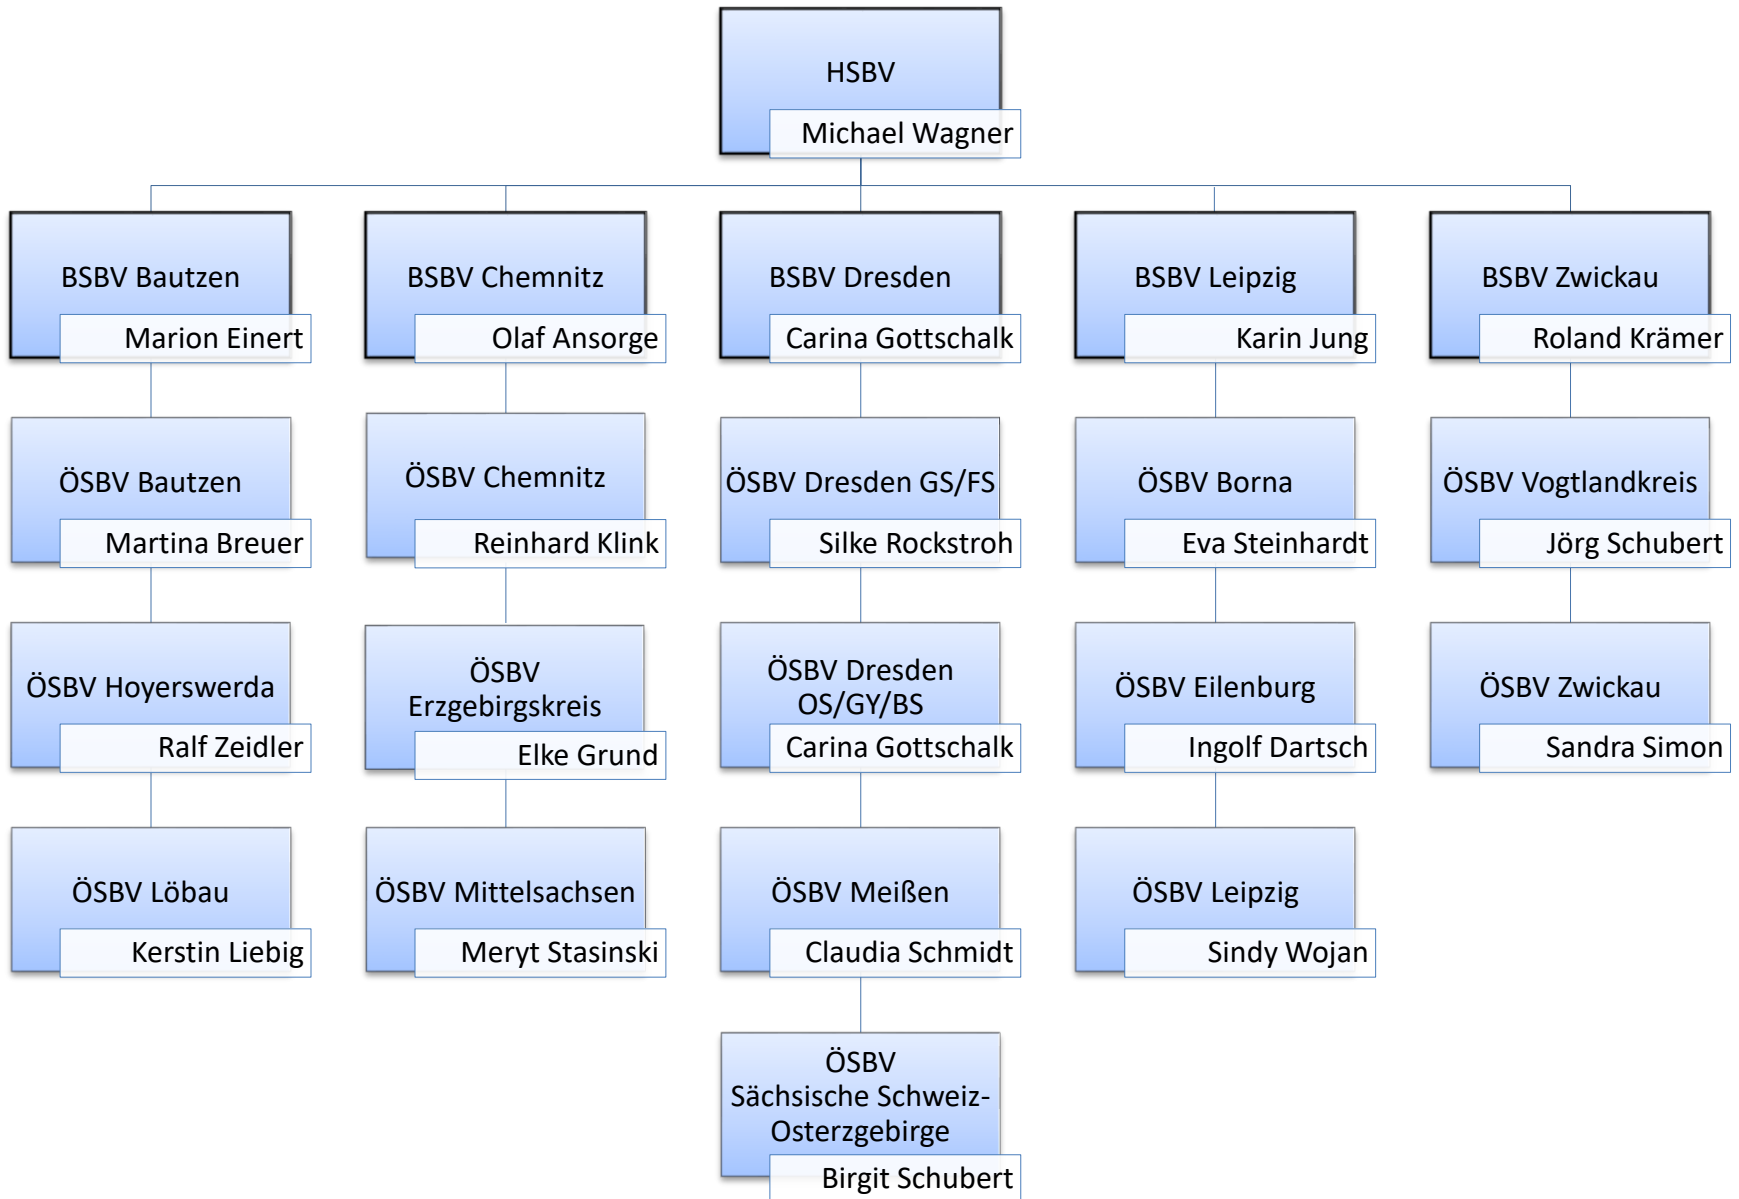 HSBV
Michael Wagner
BSBV Bautzen
Marion Einert
BSBV Chemnitz
Olaf Ansorge
BSBV Dresden
Carina Gottschalk
BSBV Leipzig
Karin Jung
BSBV Zwickau
Roland Krämer
ÖSBV Bautzen
Martina Breuer
ÖSBV Chemnitz
Reinhard Klink
ÖSBV Dresden GS/FS
Silke Rockstroh
ÖSBV Borna
Eva Steinhardt
ÖSBV Vogtlandkreis
Jörg Schubert
ÖSBV Hoyerswerda
Ralf Zeidler
ÖSBV
Erzgebirgskreis
Elke Grund
ÖSBV Dresden
OS/GY/BS
Carina Gottschalk
ÖSBV Eilenburg
Ingolf Dartsch
ÖSBV Zwickau
Sandra Simon
ÖSBV Löbau
Kerstin Liebig
ÖSBV Mittelsachsen
Meryt Stasinski
ÖSBV Meißen
Claudia Schmidt
ÖSBV Leipzig
Sindy Wojan
ÖSBV
Sächsische Schweiz-
Osterzgebirge
Birgit Schubert